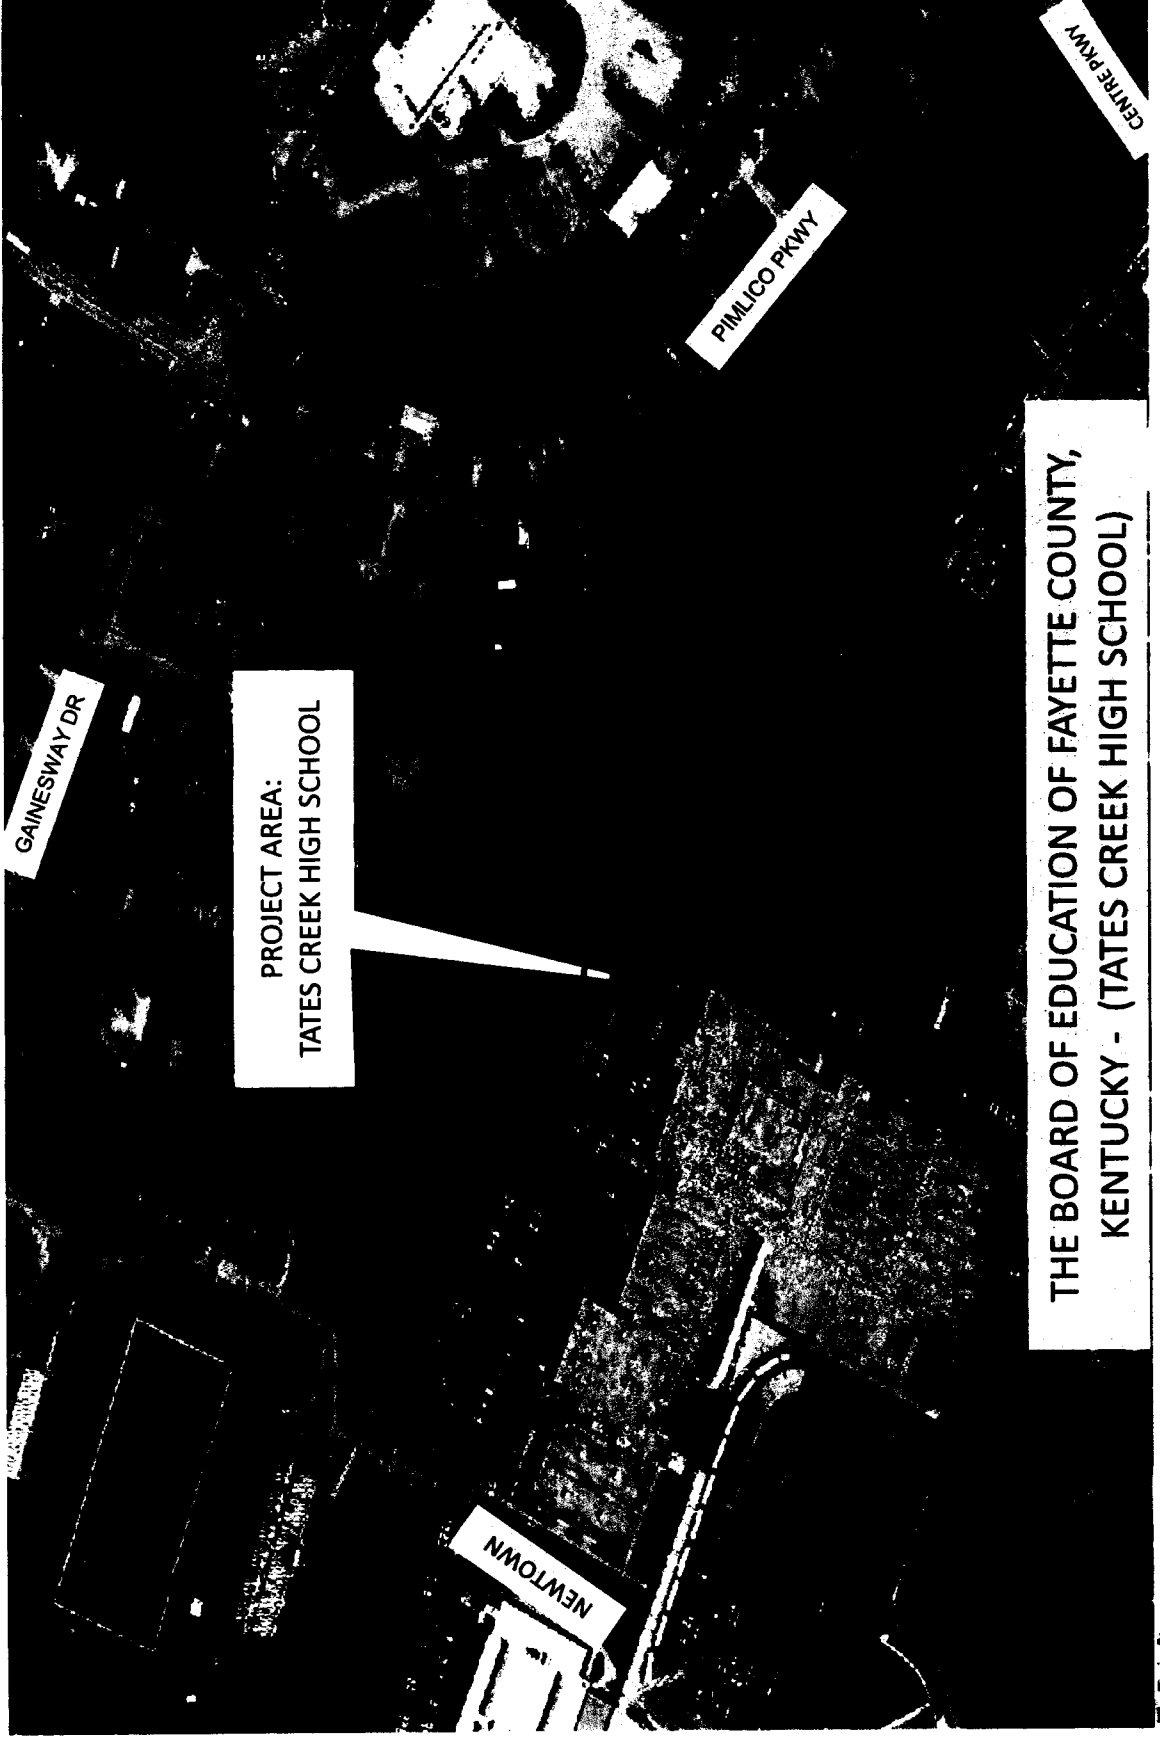 GAINESWAY DR
PROJECT AREA:
TATES CREEK HIGH SCHOOL
CENTRE PKWY
PIMLICO PKWY
NEWTOWN
THE BOARD OF EDUCATION OF FAYETTE COUNTY,
KENTUCKY - (TATES CREEK HIGH SCHOOL)